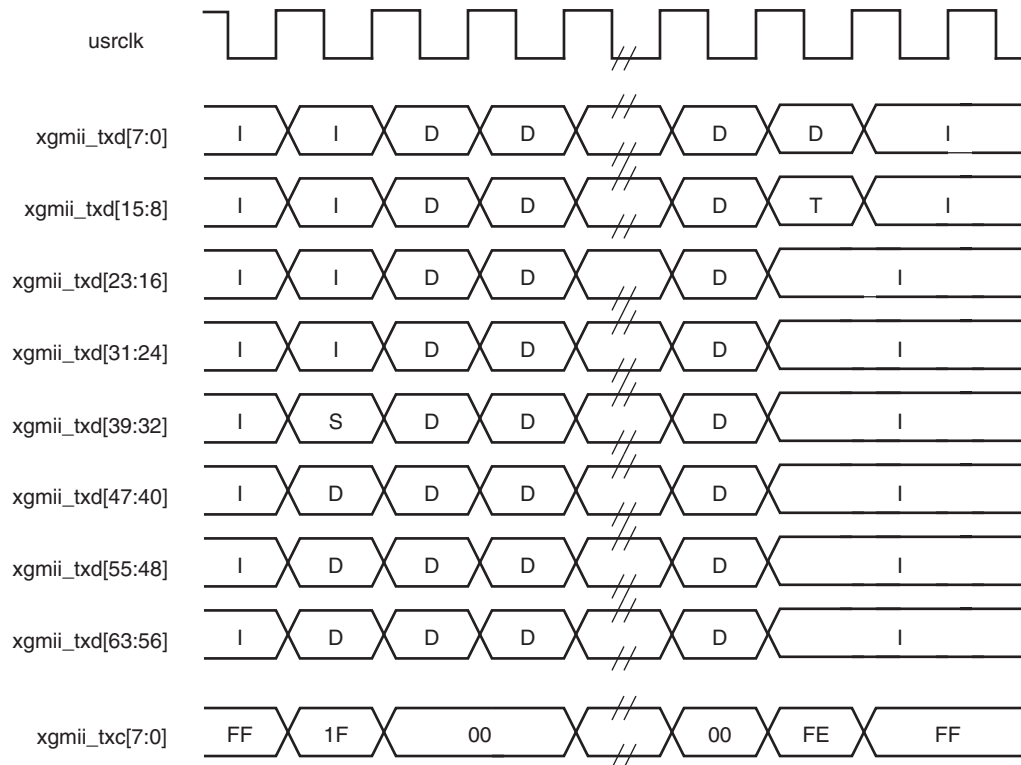 usrclk
xgmii_txd[7:0] I I D D D D I
xgmii_txd[15:8] I I D D D T I
xgmii_txd[23:16] I I D D D I
xgmii_txd[31:24] I I D D D I
xgmii_txd[39:32] I S D D D I
xgmii_txd[47:40] I D D D D I
xgmii_txd[55:48] I D D D D I
xgmii_txd[63:56] I D D D D I
xgmii_txc[7:0] FF 1F 00 00 FE FF